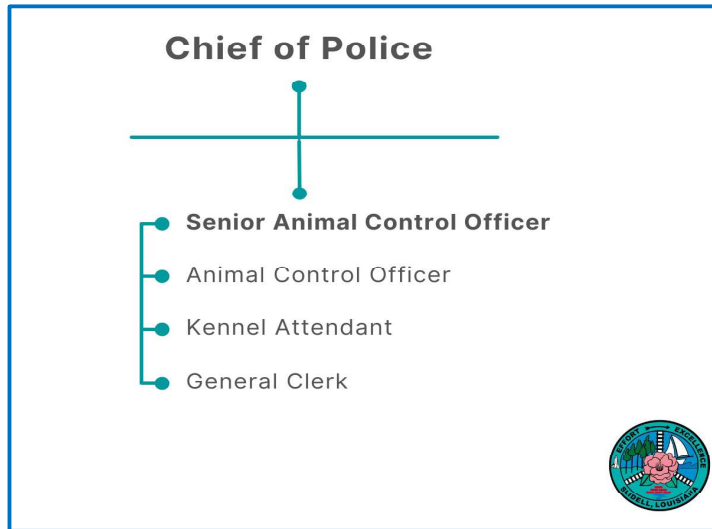 Chief of Police
Senior Animal Control Officer
Animal Control Officer
Kennel Attendant
General Clerk
EFFORT EXCELLENCE
SLIDELL, LOUISIANA